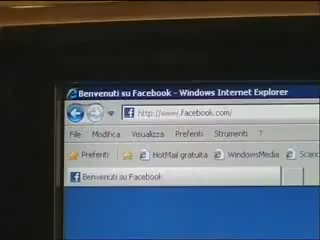 Benvenuti su Facebook - Windows Internet Explorer
http://www.facebook.com/
File Modifica Visualizza Preferiti Strumenti ?
Preferiti HotMail gratuita WindowsMedia
Benvenuti su Facebook